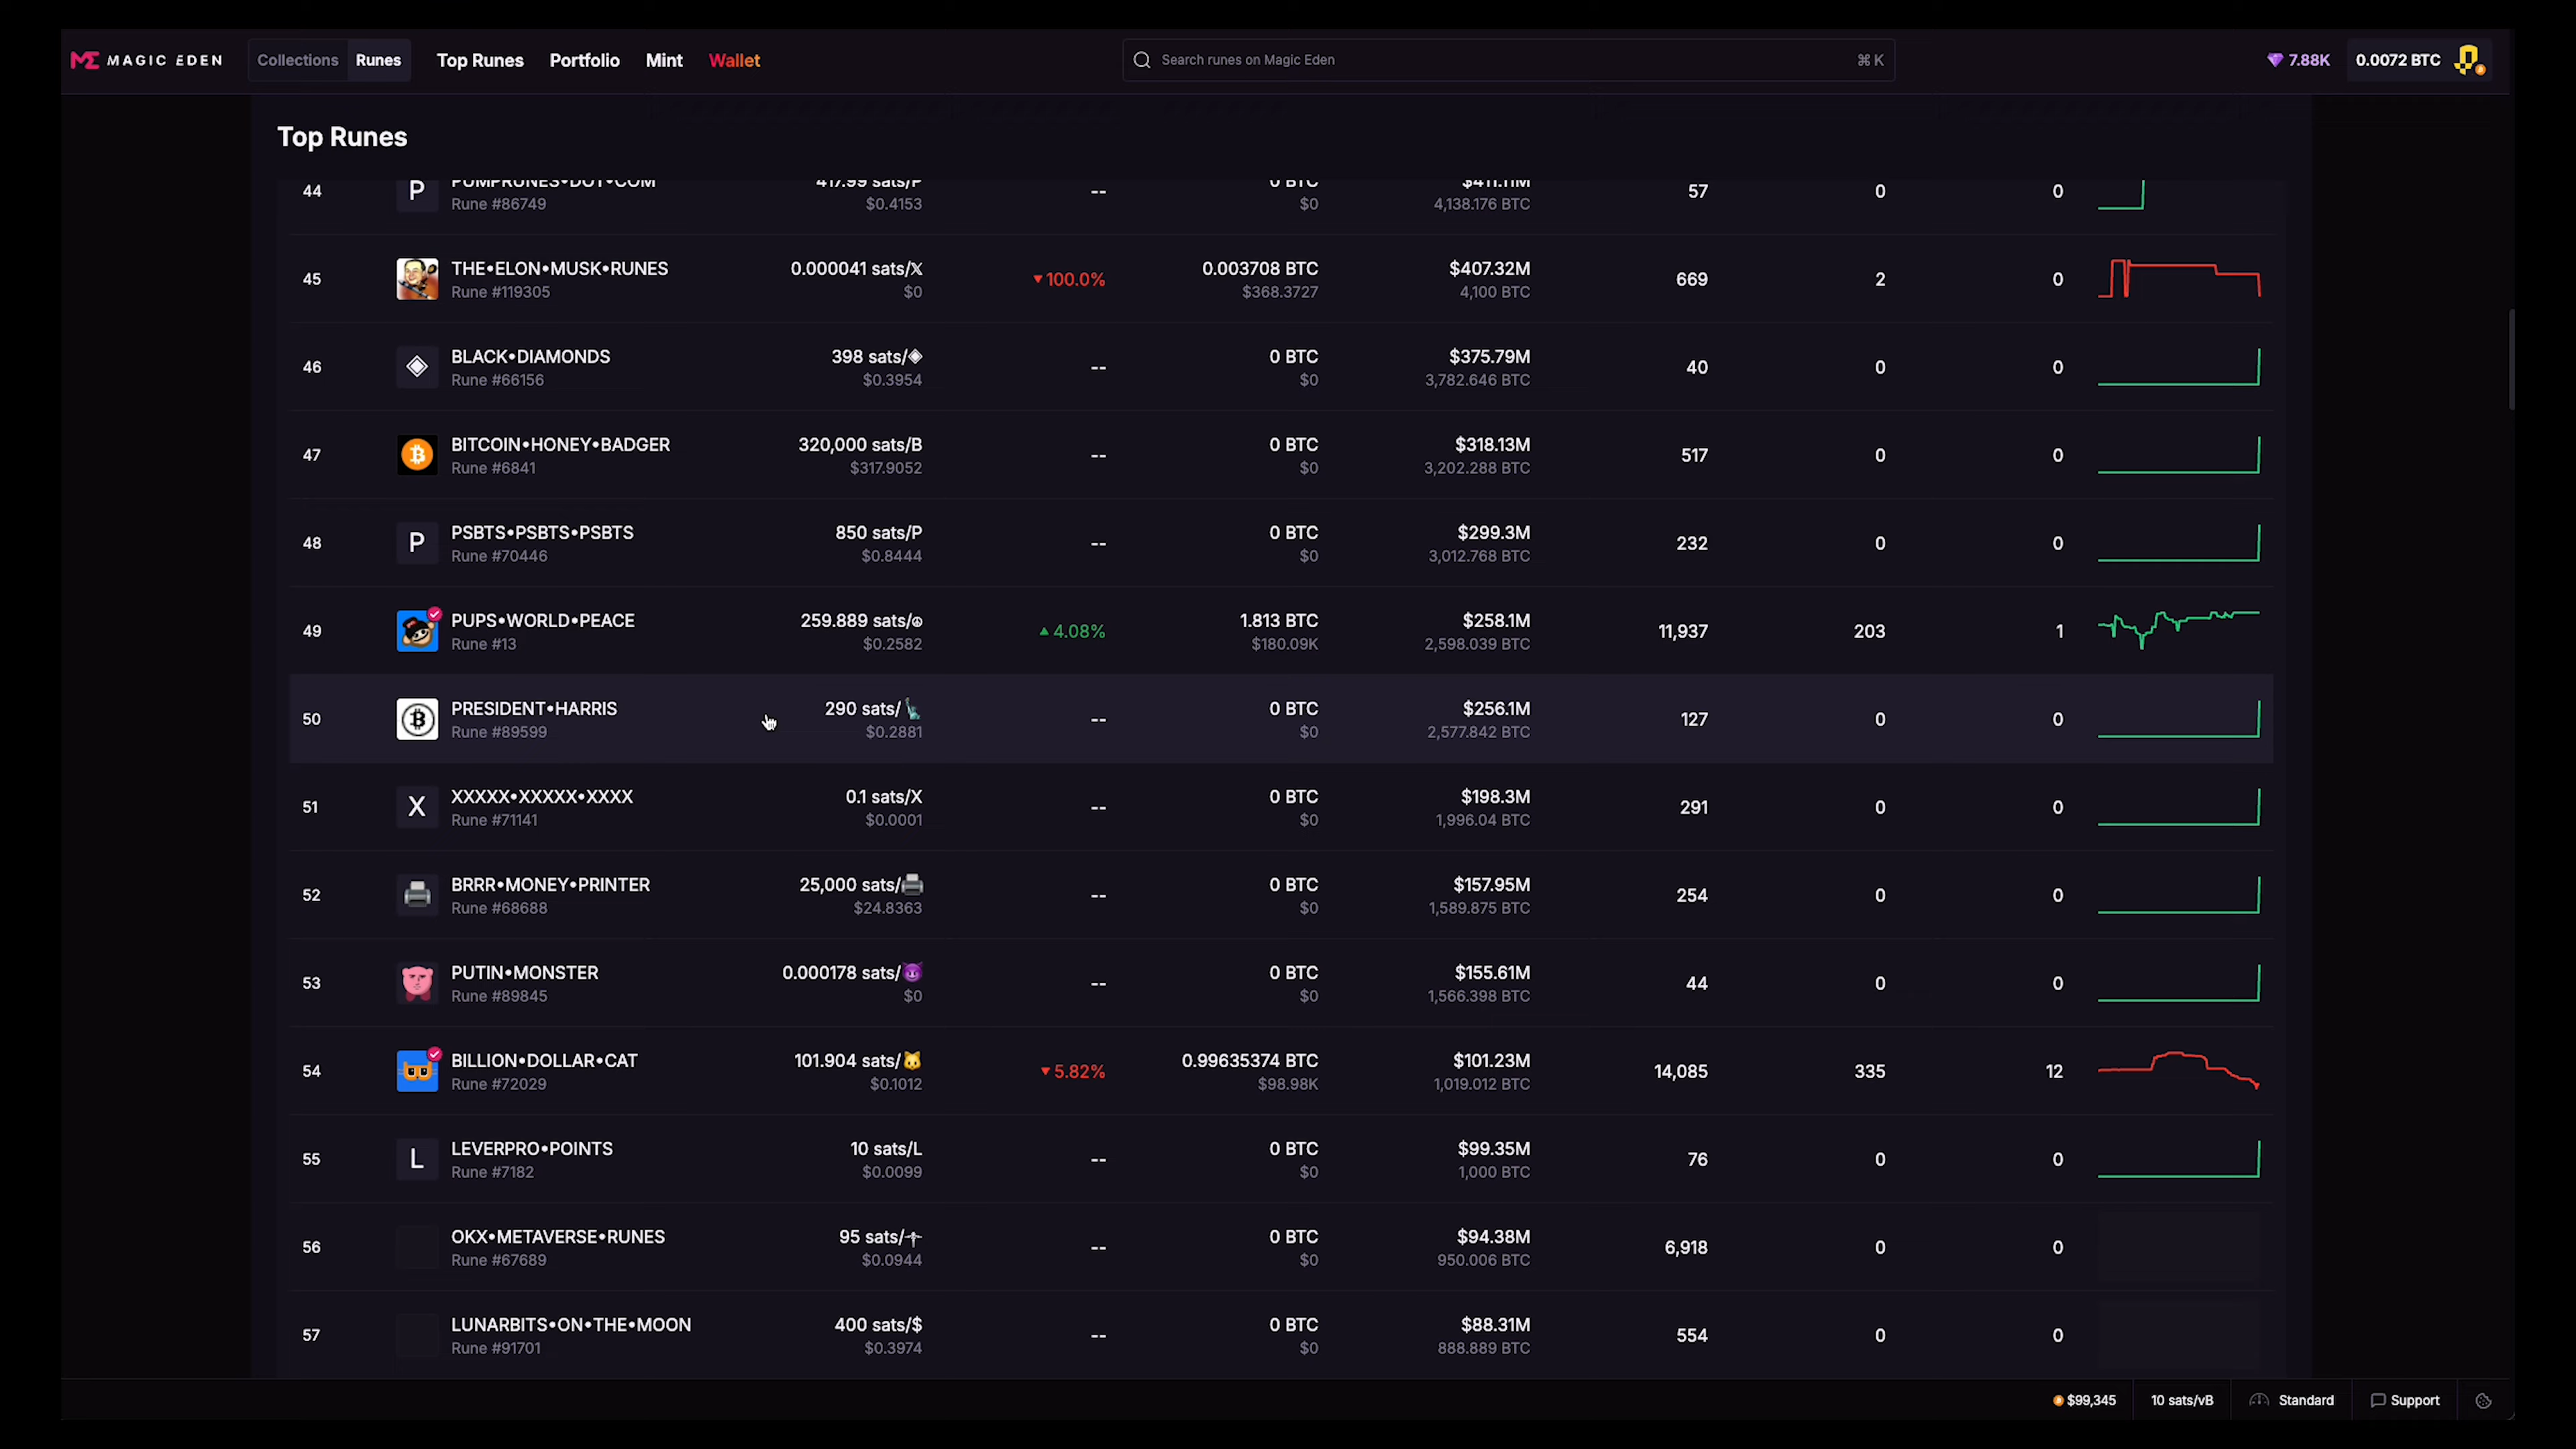 MAGIC EDEN Collections Runes Top Runes Portfolio Mint Wallet Search runes on Magic Eden ⌘ K 7.88K 0.0072 BTC
Top Runes
44 P PUMPRUNES•DOT•COM 417.99 sats/P -- 0 BTC $411.11M 57 0 0
Rune #86749 $0.4153 $0 4,138.176 BTC
45 THE•ELON•MUSK•RUNES 0.000041 sats/𝕏 ▼100.0% 0.003708 BTC $407.32M 669 2 0
Rune #119305 $0 $368.3727 4,100 BTC
46 BLACK•DIAMONDS 398 sats/◈ -- 0 BTC $375.79M 40 0 0
Rune #66156 $0.3954 $0 3,782.646 BTC
47 BITCOIN•HONEY•BADGER 320,000 sats/B -- 0 BTC $318.13M 517 0 0
Rune #6841 $317.9052 $0 3,202.288 BTC
48 P PSBTS•PSBTS•PSBTS 850 sats/P -- 0 BTC $299.3M 232 0 0
Rune #70446 $0.8444 $0 3,012.768 BTC
49 PUPS•WORLD•PEACE 259.889 sats/☮ ▲4.08% 1.813 BTC $258.1M 11,937 203 1
Rune #13 $0.2582 $180.09K 2,598.039 BTC
50 PRESIDENT•HARRIS 290 sats/🗽 -- 0 BTC $256.1M 127 0 0
Rune #89599 $0.2881 $0 2,577.842 BTC
51 X XXXXX•XXXXX•XXXX 0.1 sats/X -- 0 BTC $198.3M 291 0 0
Rune #71141 $0.0001 $0 1,996.04 BTC
52 BRRR•MONEY•PRINTER 25,000 sats/🖨 -- 0 BTC $157.95M 254 0 0
Rune #68688 $24.8363 $0 1,589.875 BTC
53 PUTIN•MONSTER 0.000178 sats/😈 -- 0 BTC $155.61M 44 0 0
Rune #89845 $0 $0 1,566.398 BTC
54 BILLION•DOLLAR•CAT 101.904 sats/🐱 ▼5.82% 0.99635374 BTC $101.23M 14,085 335 12
Rune #72029 $0.1012 $98.98K 1,019.012 BTC
55 L LEVERPRO•POINTS 10 sats/L -- 0 BTC $99.35M 76 0 0
Rune #7182 $0.0099 $0 1,000 BTC
56 OKX•METAVERSE•RUNES 95 sats/ -- 0 BTC $94.38M 6,918 0 0
Rune #67689 $0.0944 $0 950.006 BTC
57 LUNARBITS•ON•THE•MOON 400 sats/$ -- 0 BTC $88.31M 554 0 0
Rune #91701 $0.3974 $0 888.889 BTC
$99,345 10 sats/vB Standard Support